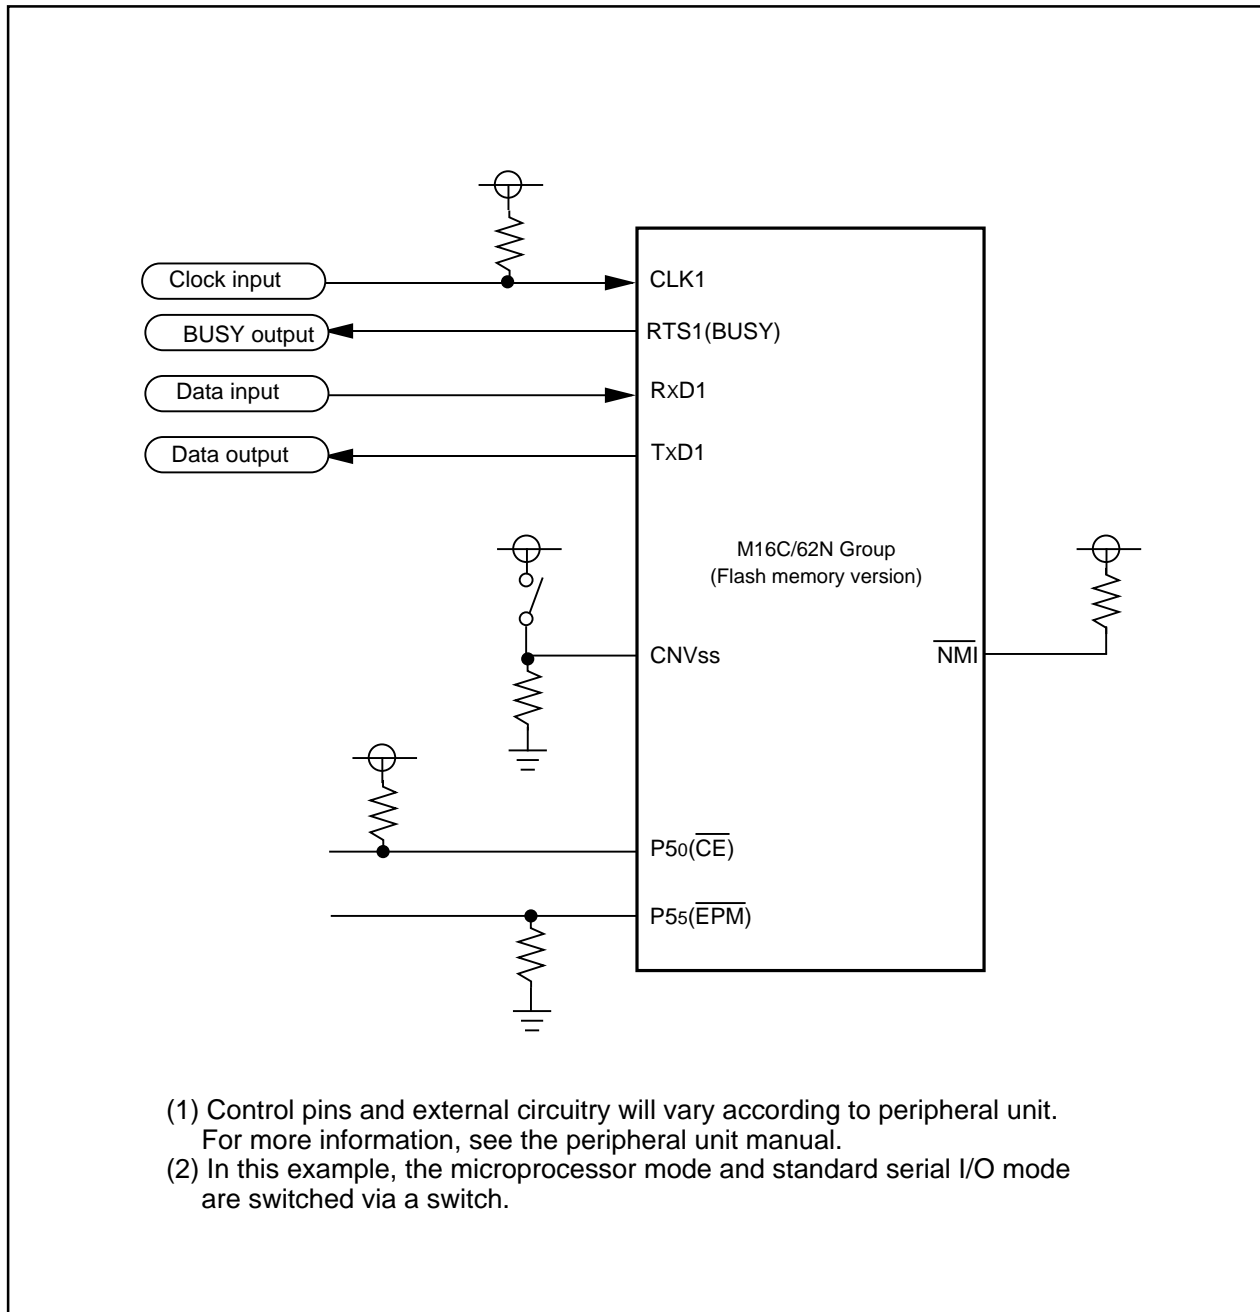 Clock input
CLK1
BUSY output
RTS1(BUSY)
Data input
RxD1
Data output
TxD1
M16C/62N Group
(Flash memory version)
CNVss
NMI
P50(CE)
P55(EPM)
(1) Control pins and external circuitry will vary according to peripheral unit.
For more information, see the peripheral unit manual.
(2) In this example, the microprocessor mode and standard serial I/O mode
are switched via a switch.